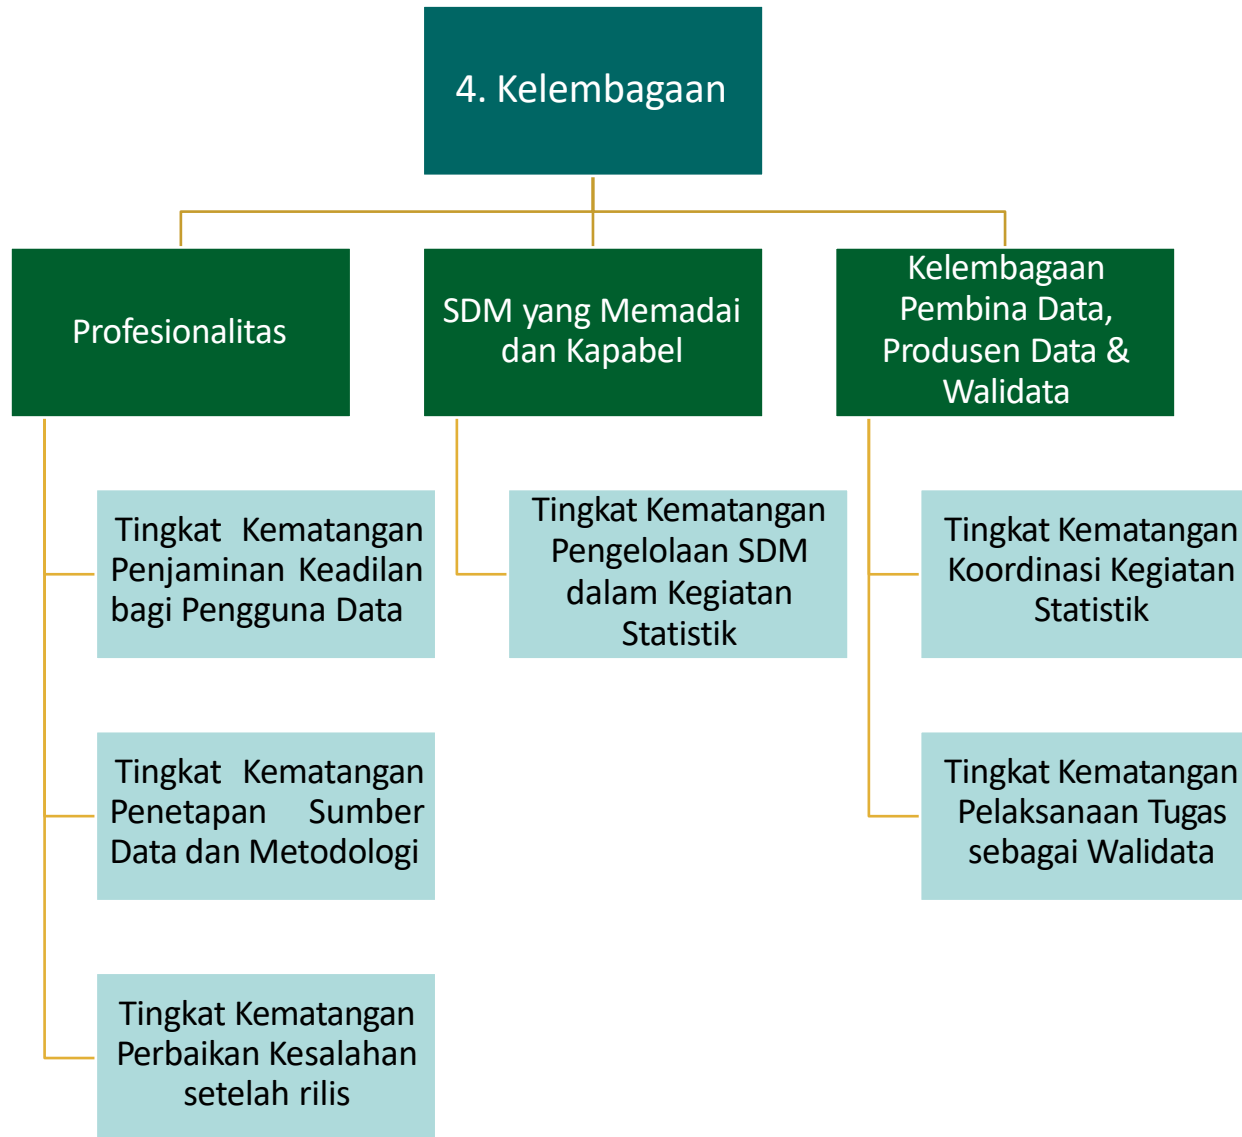 4. Kelembagaan
Profesionalitas
SDM yang Memadai
dan Kapabel
Kelembagaan
Pembina Data,
Produsen Data &
Walidata
Tingkat Kematangan
Penjaminan Keadilan
bagi Pengguna Data
Tingkat Kematangan
Pengelolaan SDM
dalam Kegiatan
Statistik
Tingkat Kematangan
Koordinasi Kegiatan
Statistik
Tingkat Kematangan
Penetapan Sumber
Data dan Metodologi
Tingkat Kematangan
Pelaksanaan Tugas
sebagai Walidata
Tingkat Kematangan
Perbaikan Kesalahan
setelah rilis